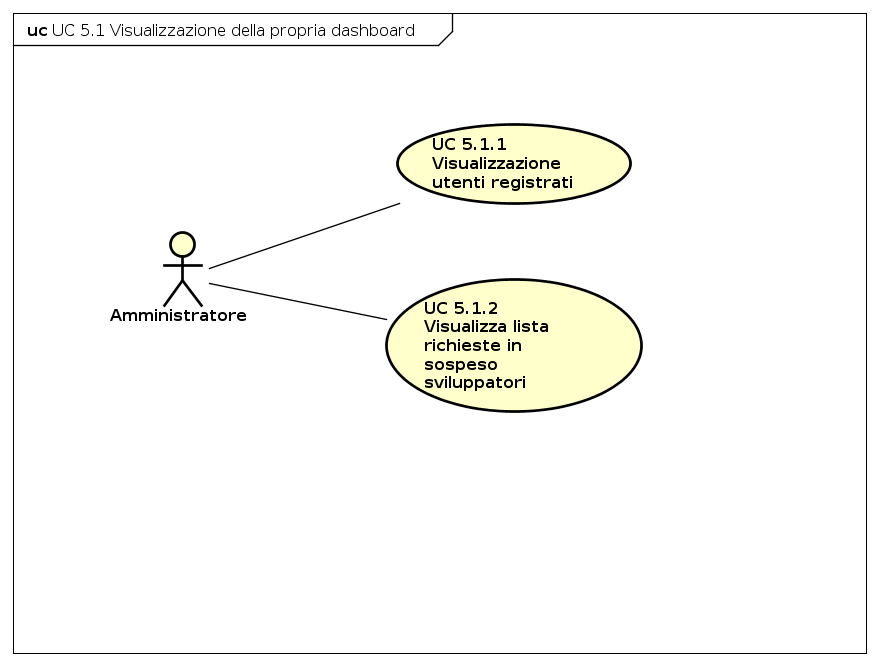 uc UC 5.1 Visualizzazione della propria dashboard
UC 5.1.1
Visualizzazione
utenti registrati
Amministratore
UC 5.1.2
Visualizza lista
richieste in
sospeso
sviluppatori